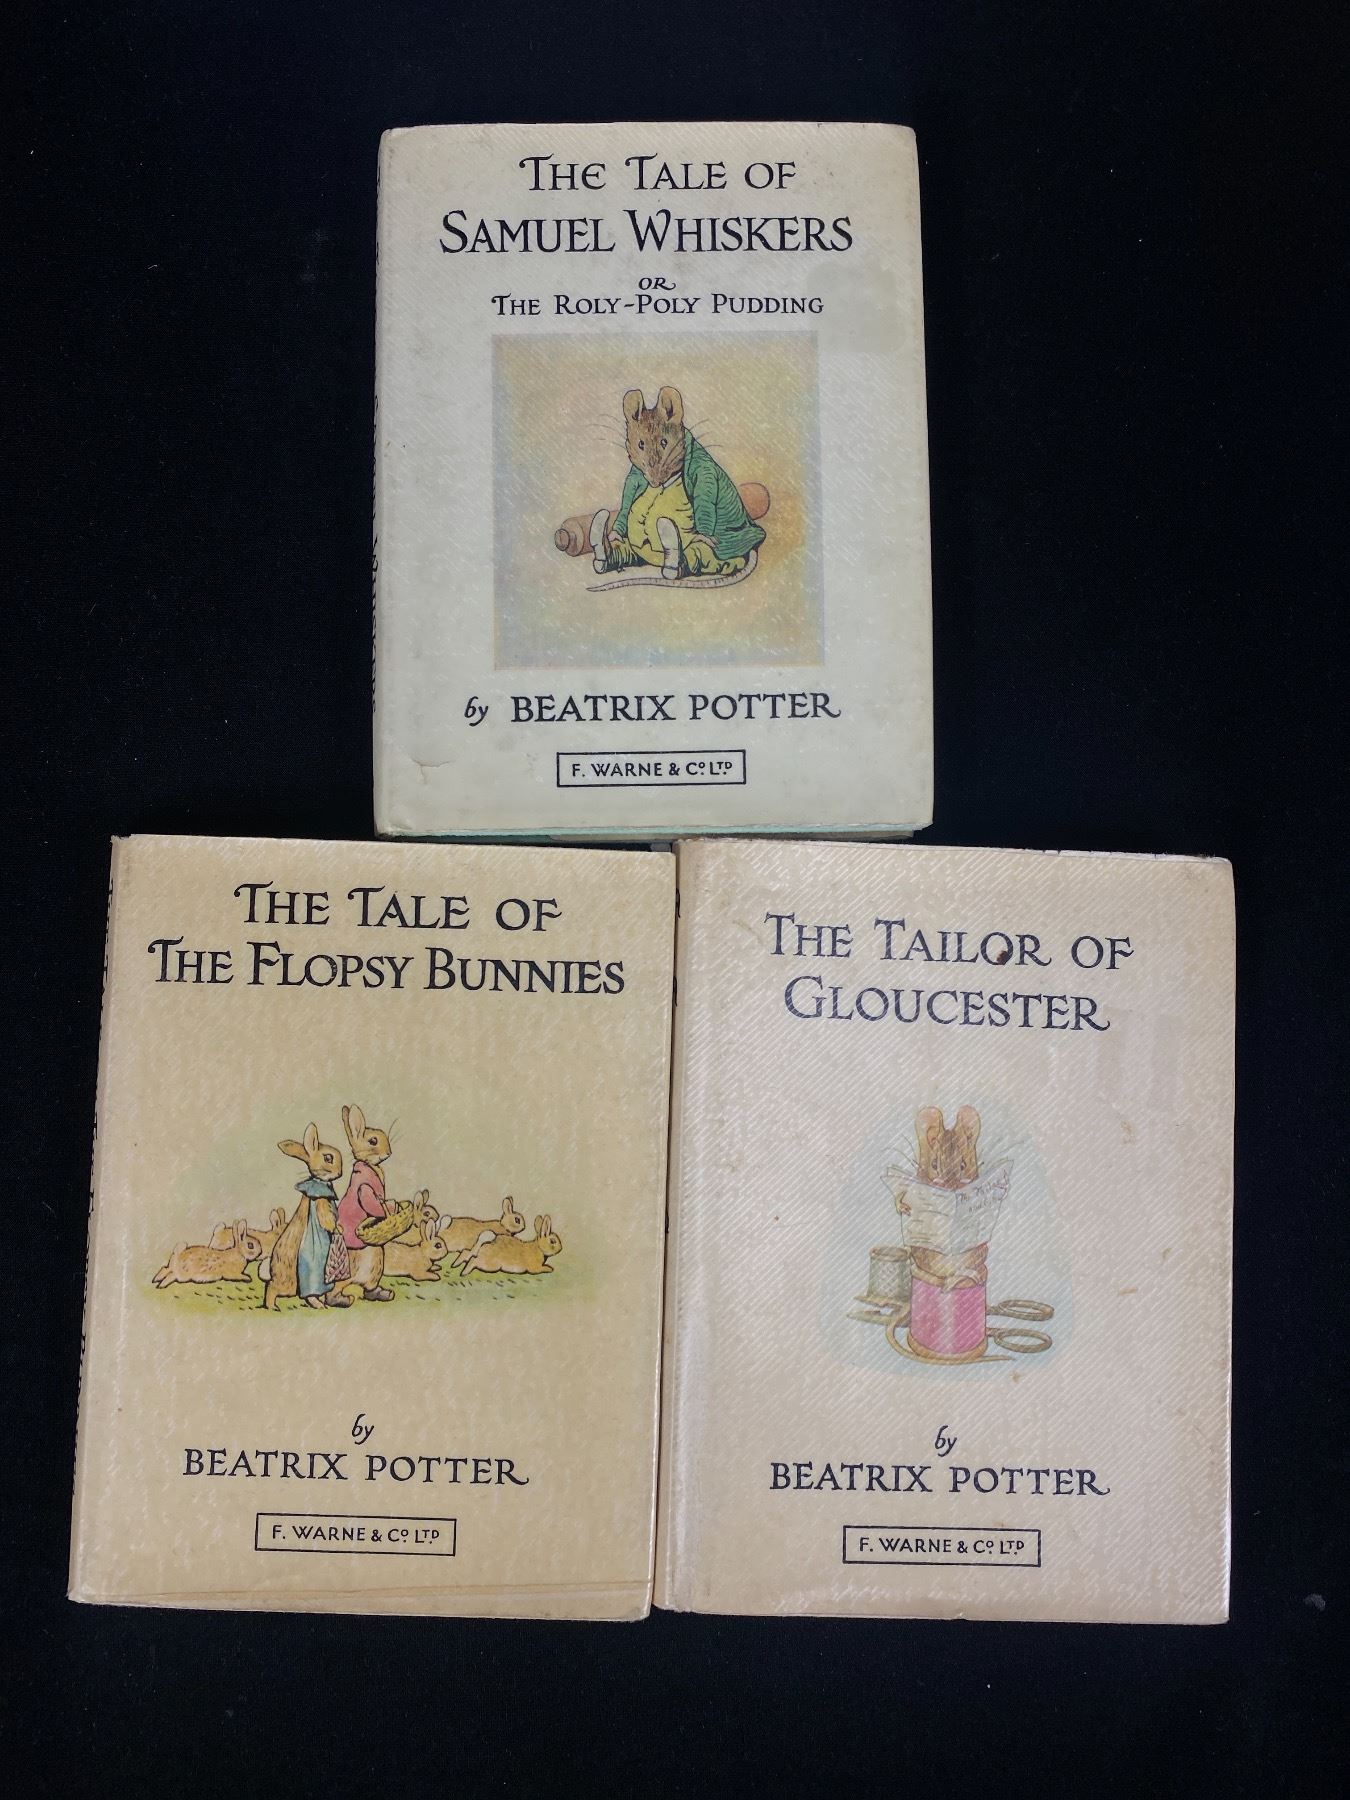 THE TALE OF
SAMUEL WHISKERS
OR
THE ROLY-POLY PUDDING
by BEATRIX POTTER
F. WARNE & Cº LTD
THE TALE OF
THE FLOPSY BUNNIES
by
BEATRIX POTTER
F. WARNE & Cº LTD
THE TAILOR OF
GLOUCESTER
by
BEATRIX POTTER
F. WARNE & Cº LTD